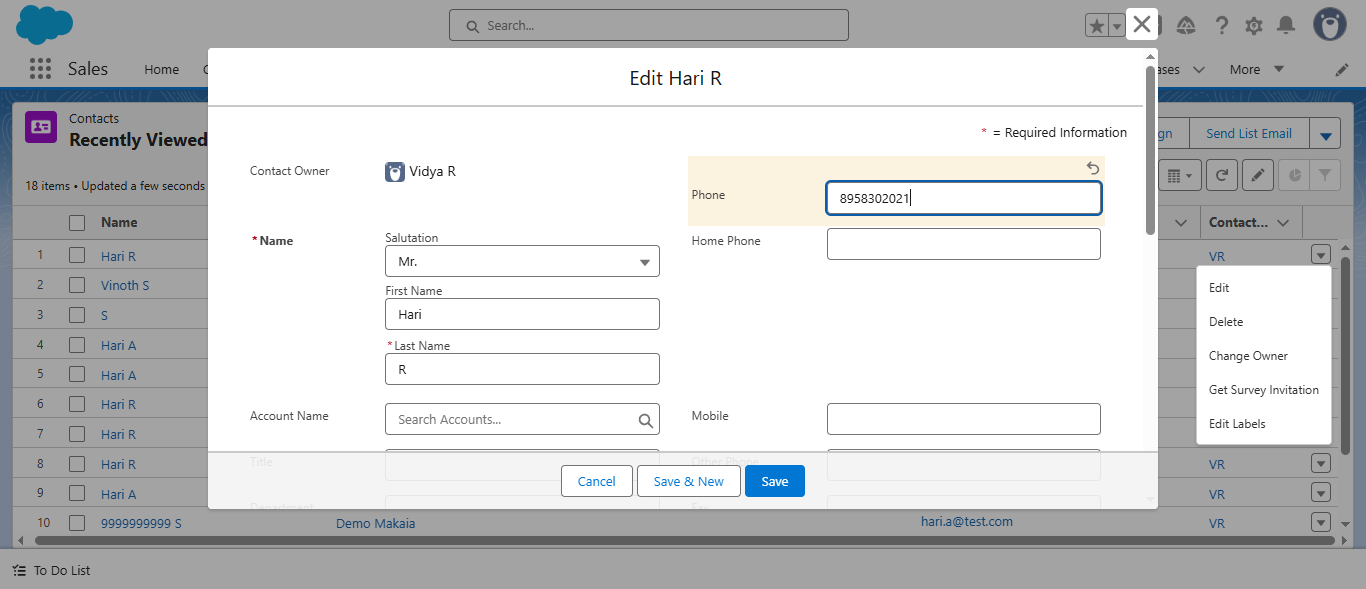 Search...
Sales
Home
More
Contacts
Recently Viewed
Send List Email
18 items • Updated a few seconds
Name
Contact...
1 Hari R VR
2 Vinoth S
3 S
4 Hari A
5 Hari A
6 Hari R
7 Hari R
8 Hari R VR
9 Hari A VR
10 9999999999 S Demo Makaia hari.a@test.com VR
Edit
Delete
Change Owner
Get Survey Invitation
Edit Labels
Edit Hari R
* = Required Information
Contact Owner
Vidya R
Phone
8958302021
*Name
Salutation
Mr.
Home Phone
First Name
Hari
*Last Name
R
Account Name
Search Accounts...
Mobile
Title
Other Phone
Department
Fax
Cancel
Save & New
Save
To Do List